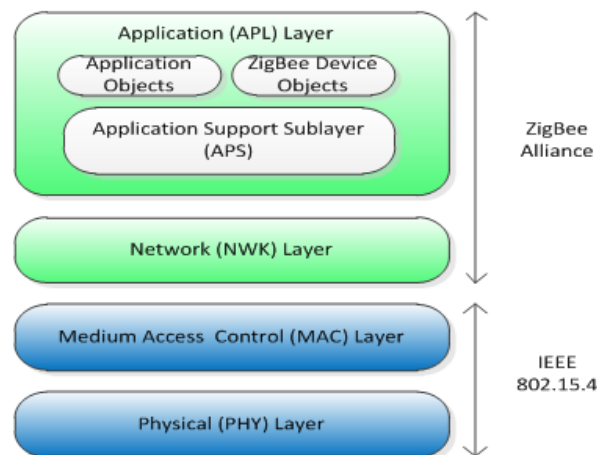 Application (APL) Layer
Application
Objects
ZigBee Device
Objects
Application Support Sublayer
(APS)
ZigBee
Alliance
Network (NWK) Layer
Medium Access Control (MAC) Layer
IEEE
802.15.4
Physical (PHY) Layer